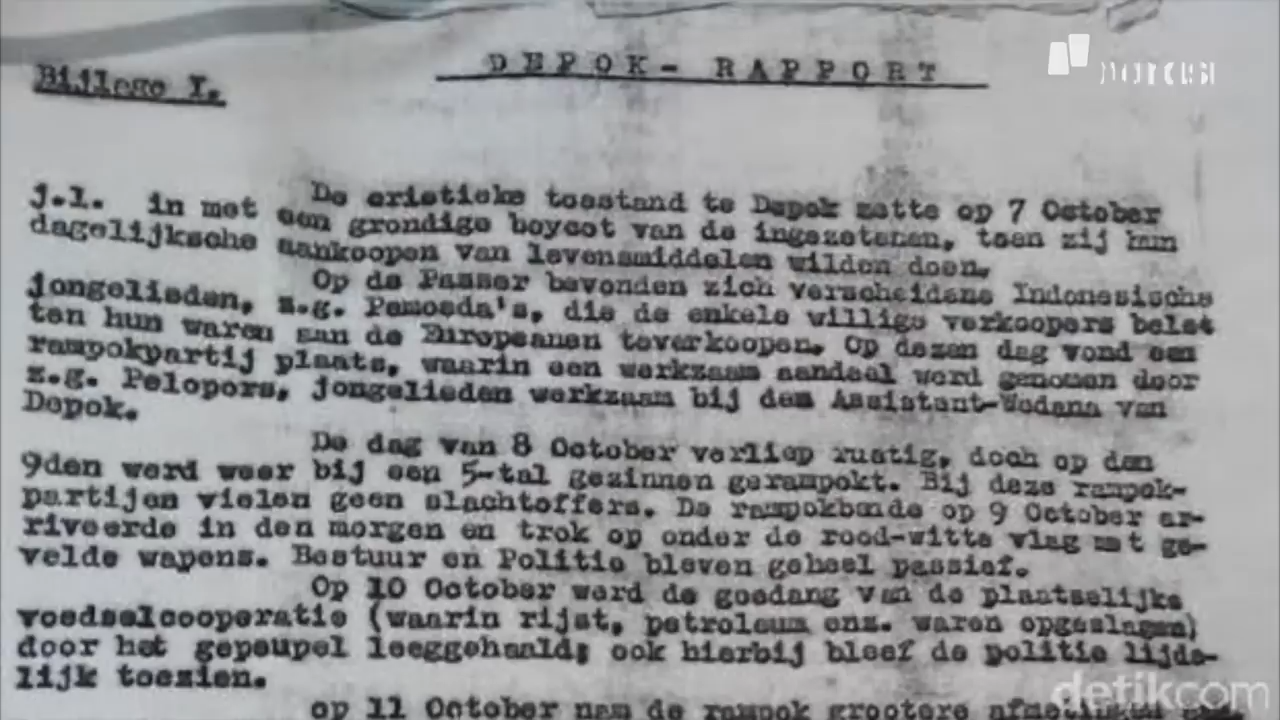 Bijlage I.
DEPOK- RAPPORT
De cristieke toestand te Depok zette op 7 October
j.l. in met een grondige boycot van de ingezetenen, toen zij hun
dagelijksche aankoopen van levensmiddelen wilden doen.
Op de Passer bevonden zich verscheidene Indonesische
jongelieden, z.g. Pemoeda's, die de enkele willige verkoopers belet
ten hun waren aan de Europeanen teverkoopen. Op dezen dag vond een
rampokpartij plaats, waarin een werkzaam aandeel werd genomen door
z.g. Pelopors, jongelieden werkzaam bij den Assistent-Wedana van
Depok.
De dag van 8 October verliep rustig, doch op den
9den werd weer bij een 5-tal gezinnen gerampokt. Bij deze rampok-
partijen vielen geen slachtoffers. De rampokbende op 9 October ar-
riveerde in den morgen en trok op onder de rood-witte vlag met ge-
velde wapens. Bestuur en Politie bleven geheel passief.
Op 10 October werd de goedang van de plaatselijke
voedselcooperatie (waarin rijst, petroleum enz. waren opgeslagen)
door het gepeupel leeggehaald; ook hierbij bleef de politie lijde-
lijk toezien.
op 11 October nam de rampok grootere
detikcom